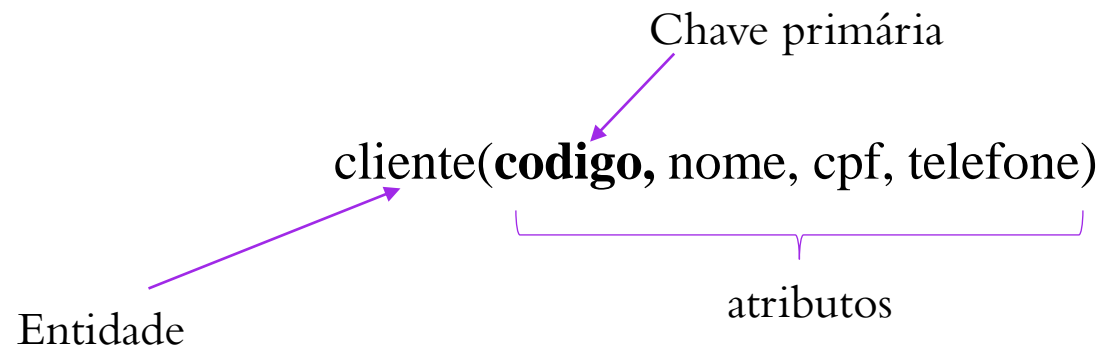 Chave primária
cliente(codigo, nome, cpf, telefone)
atributos
Entidade